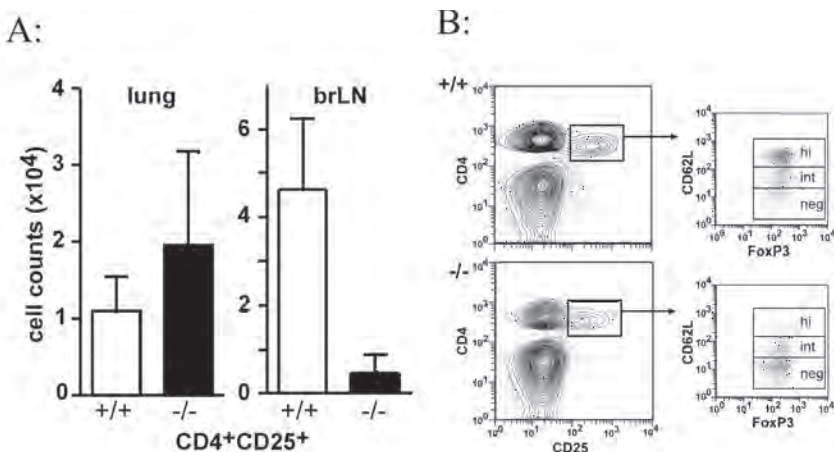 A:
lung
brLN
cell counts (x10⁴)
4
3
2
1
0
6
4
2
0
+/+
-/-
+/+
-/-
CD4⁺CD25⁺
B:
+/+
CD4
10⁴
10³
10²
10¹
10⁰
10⁰ 10¹ 10² 10³ 10⁴
CD62L
10⁴
10³
10²
10¹
10⁰
hi
int
neg
10⁰ 10¹ 10² 10³ 10⁴
FoxP3
-/-
CD4
10⁴
10³
10²
10¹
10⁰
10⁰ 10¹ 10² 10³ 10⁴
CD25
CD62L
10⁴
10³
10²
10¹
10⁰
hi
int
neg
10⁰ 10¹ 10² 10³ 10⁴
FoxP3